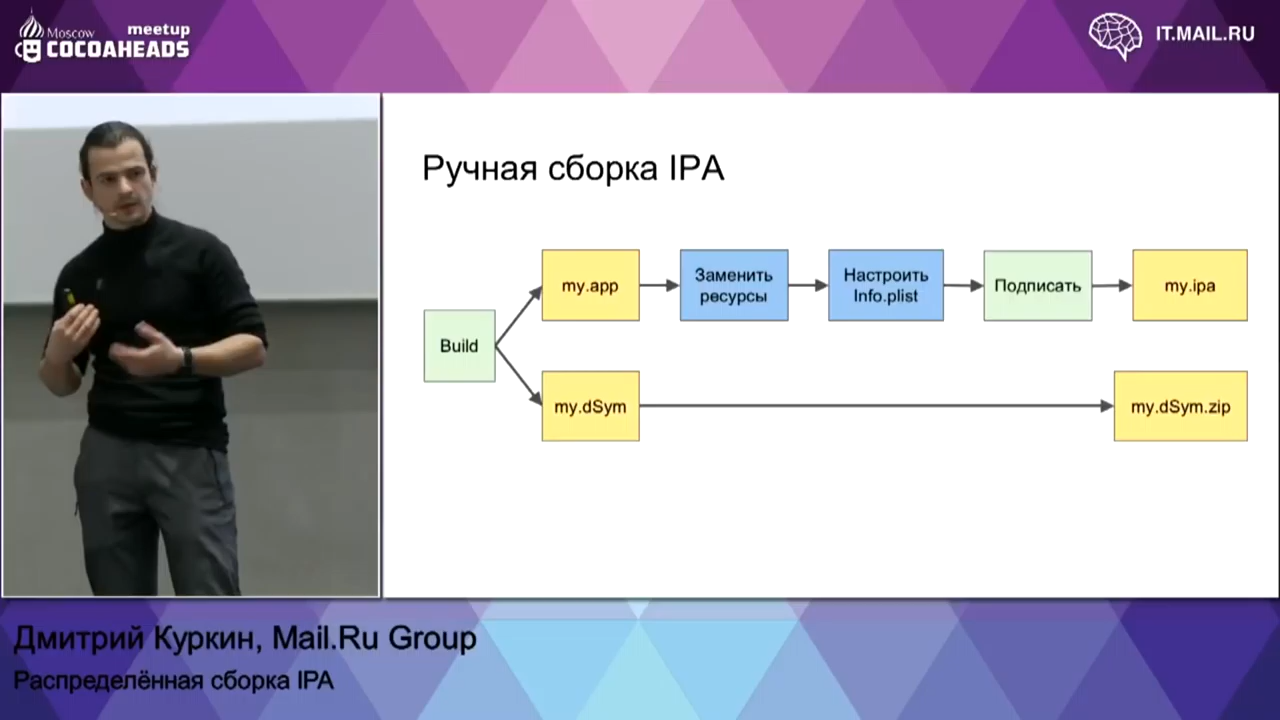 Moscow meetup
COCOAHEADS
IT.MAIL.RU
Ручная сборка IPA
Build
my.app
Заменить
ресурсы
Настроить
Info.plist
Подписать
my.ipa
my.dSym
my.dSym.zip
Дмитрий Куркин, Mail.Ru Group
Распределённая сборка IPA